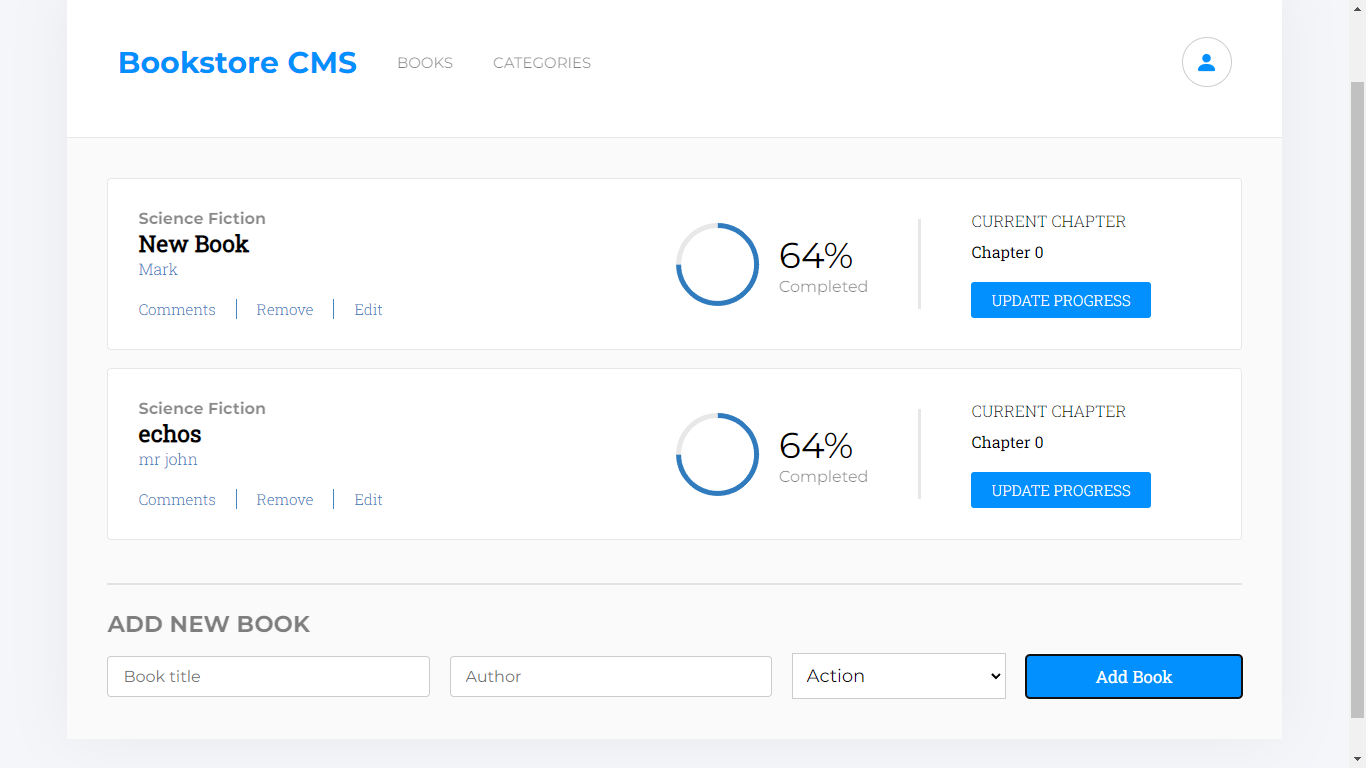 Bookstore CMS BOOKS CATEGORIES
Science Fiction
New Book
Mark
Comments Remove Edit
64%
Completed
CURRENT CHAPTER
Chapter 0
UPDATE PROGRESS
Science Fiction
echos
mr john
Comments Remove Edit
64%
Completed
CURRENT CHAPTER
Chapter 0
UPDATE PROGRESS
ADD NEW BOOK
Book title Author Action Add Book